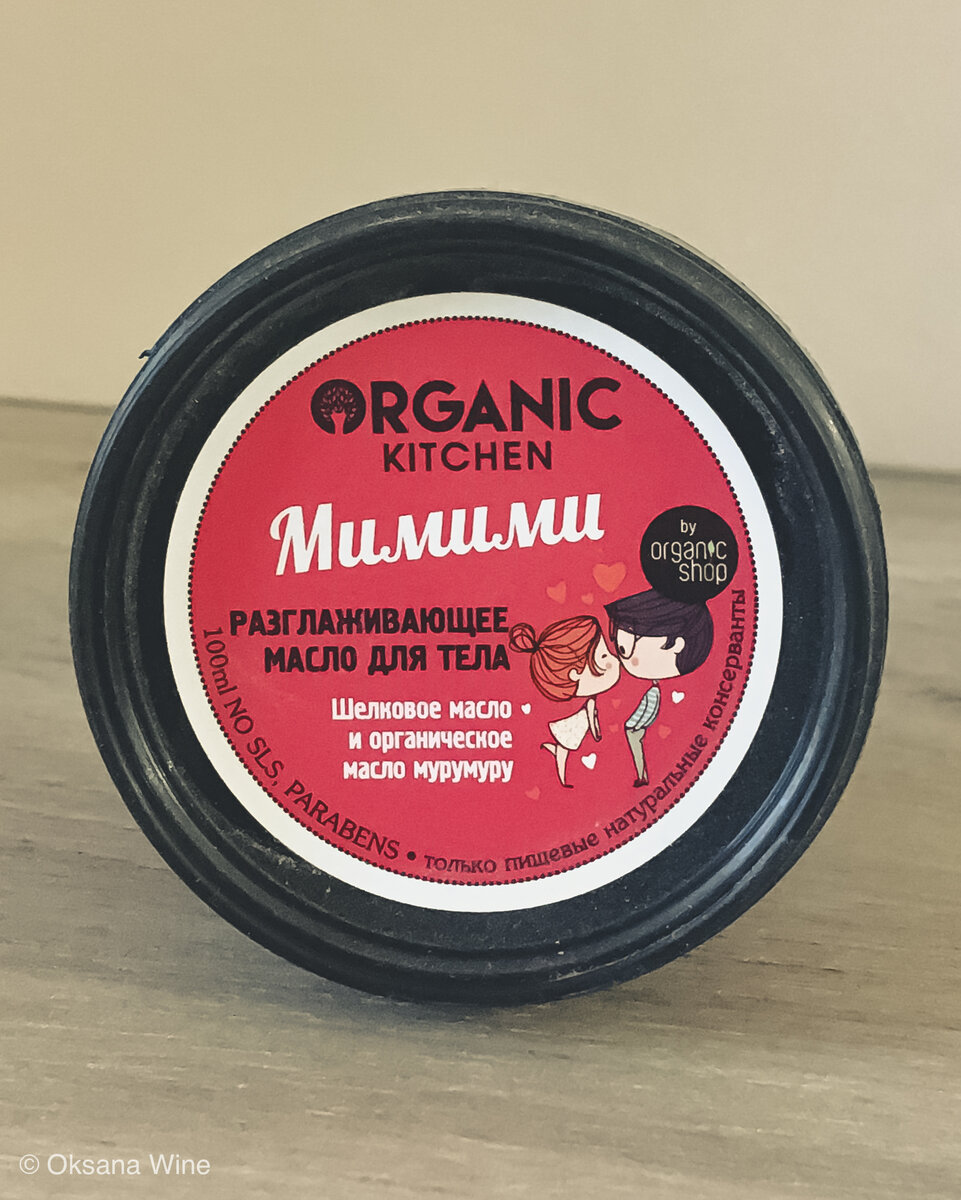 ORGANIC
KITCHEN
Мимими
by
organic
shop
РАЗГЛАЖИВАЮЩЕЕ
МАСЛО ДЛЯ ТЕЛА
Шелковое масло
и органическое
масло мурумуру
100ml NO SLS, PARABENS • только пищевые натуральные консерванты
© Oksana Wine